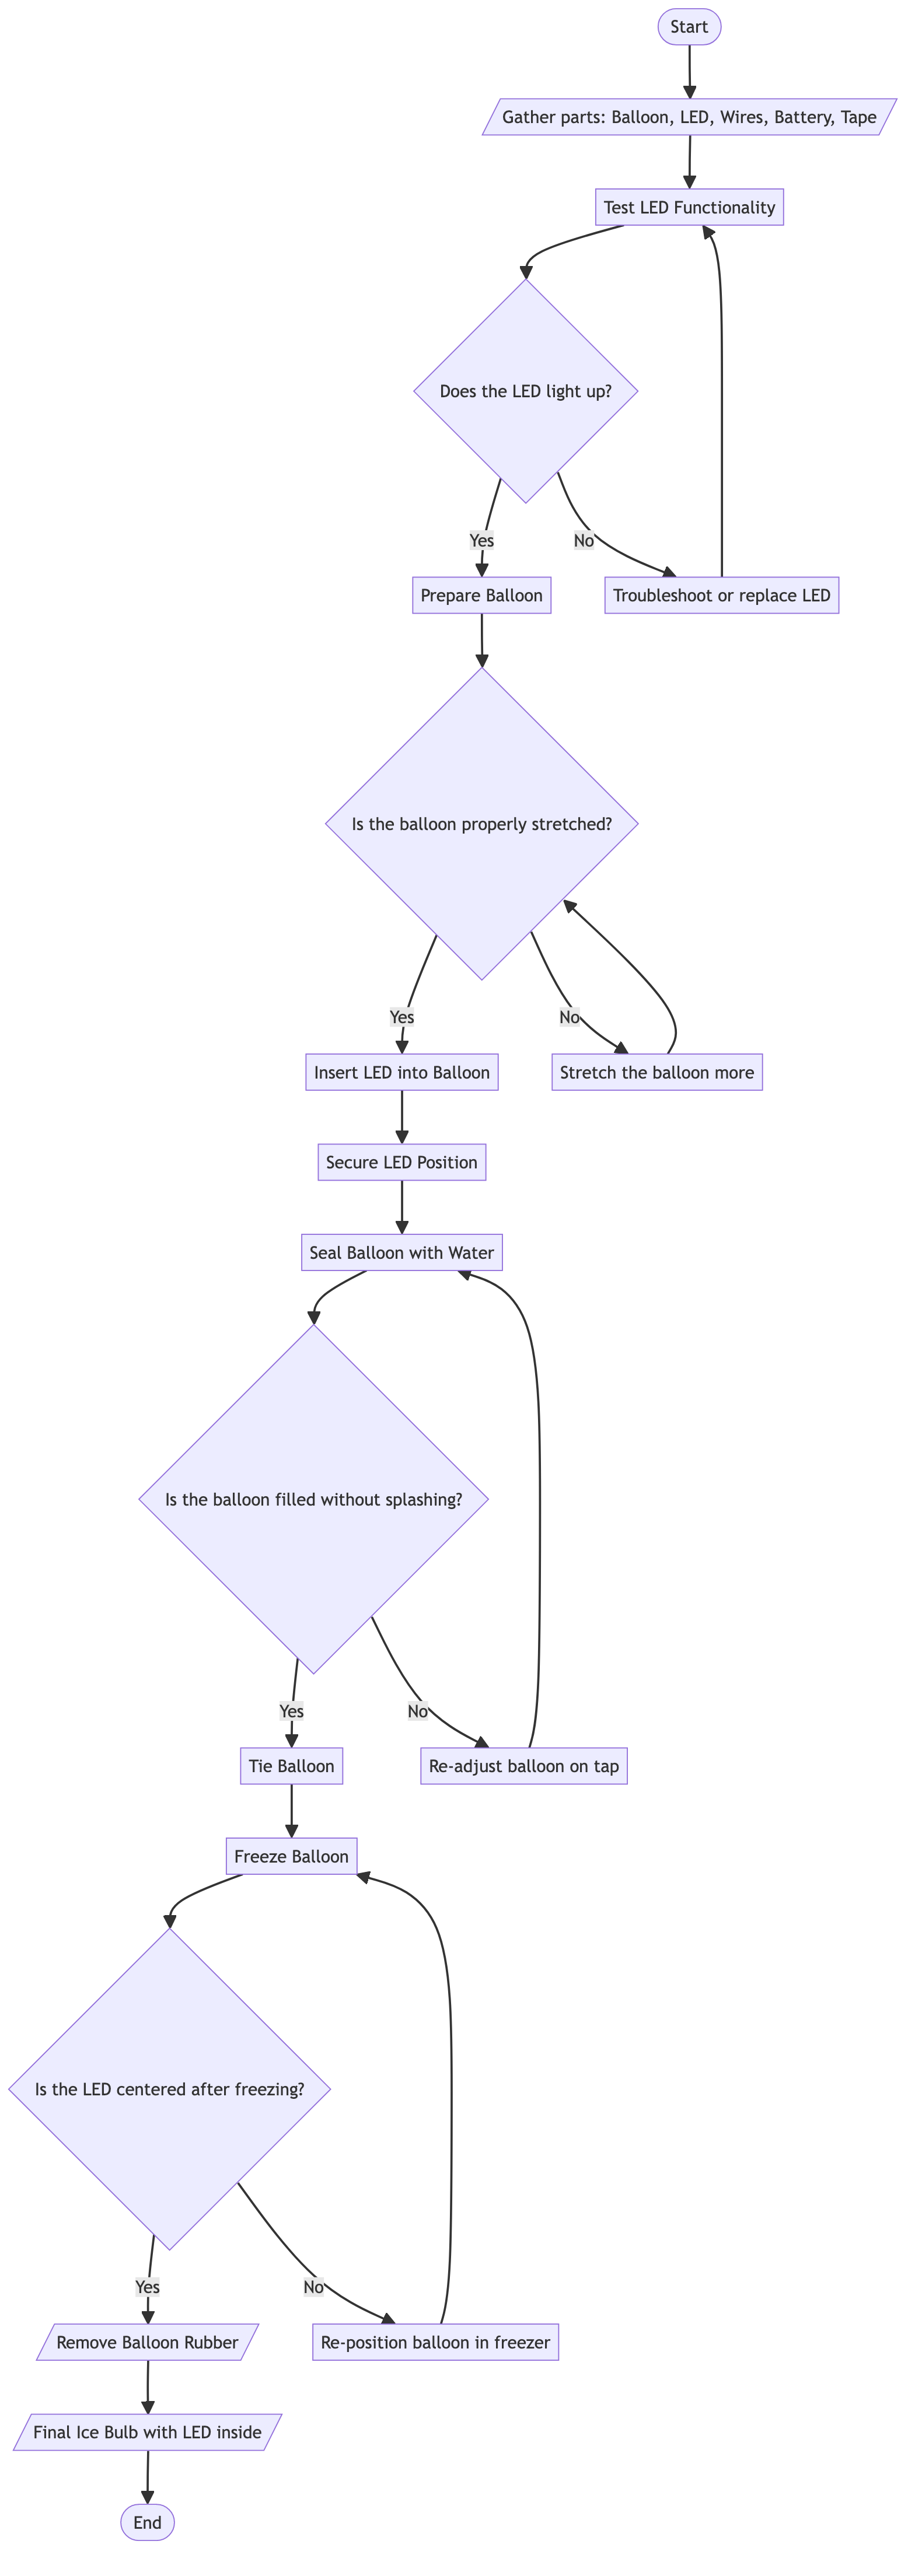 Start
Gather parts: Balloon, LED, Wires, Battery, Tape
Test LED Functionality
Does the LED light up?
Yes
No
Prepare Balloon
Troubleshoot or replace LED
Is the balloon properly stretched?
Yes
No
Insert LED into Balloon
Stretch the balloon more
Secure LED Position
Seal Balloon with Water
Is the balloon filled without splashing?
Yes
No
Tie Balloon
Re-adjust balloon on tap
Freeze Balloon
Is the LED centered after freezing?
Yes
No
Remove Balloon Rubber
Re-position balloon in freezer
Final Ice Bulb with LED inside
End